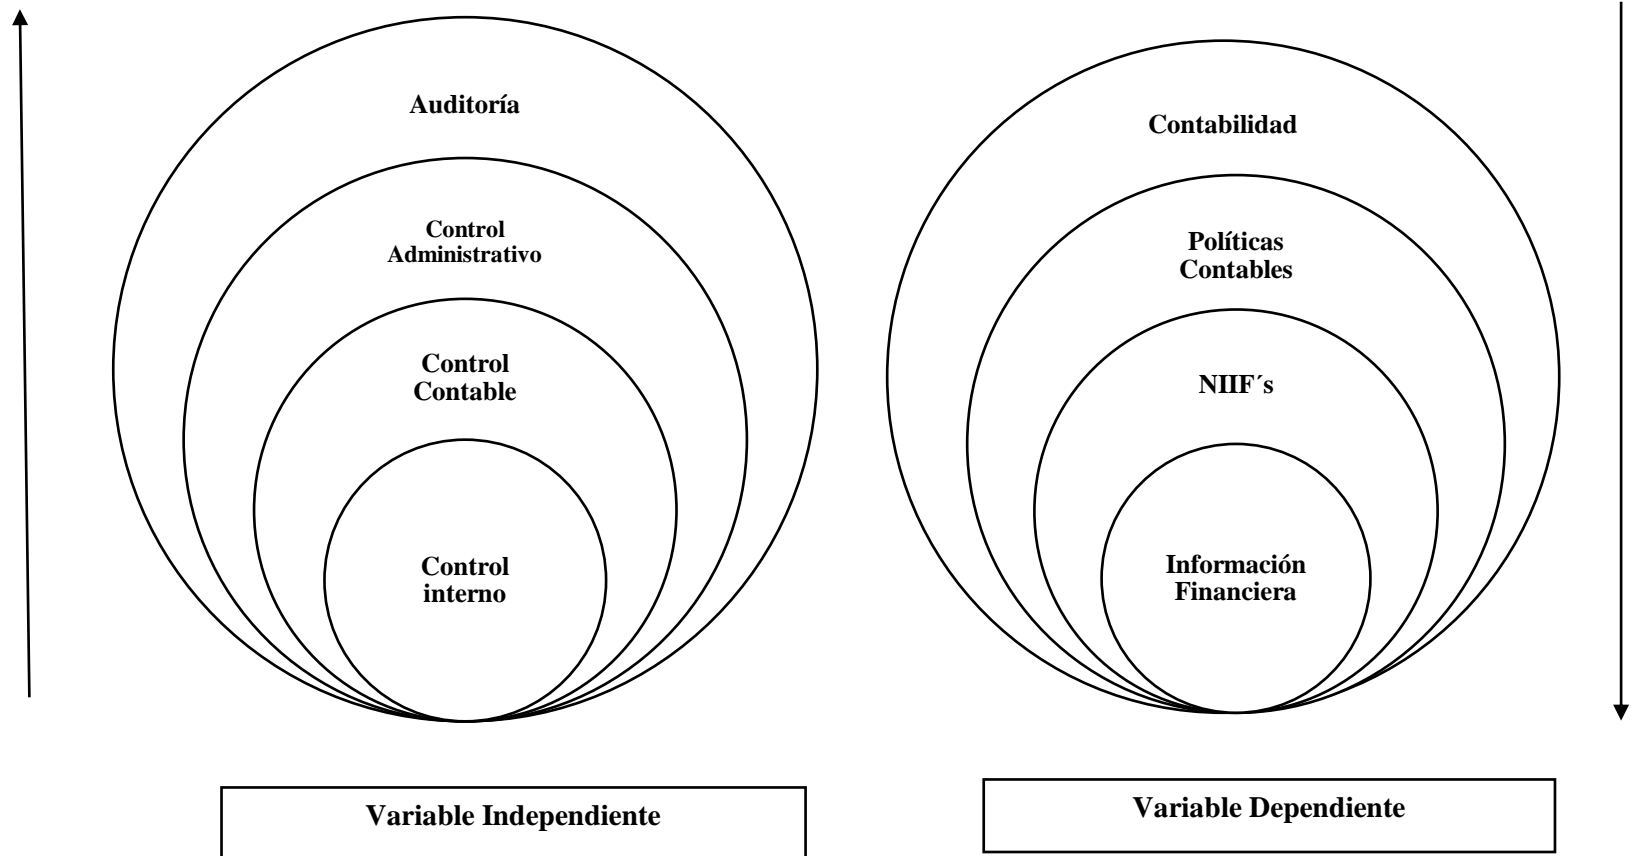 Auditoría
Control
Administrativo
Control
Contable
Control
interno
Variable Independiente
Contabilidad
Políticas
Contables
NIIF´s
Información
Financiera
Variable Dependiente